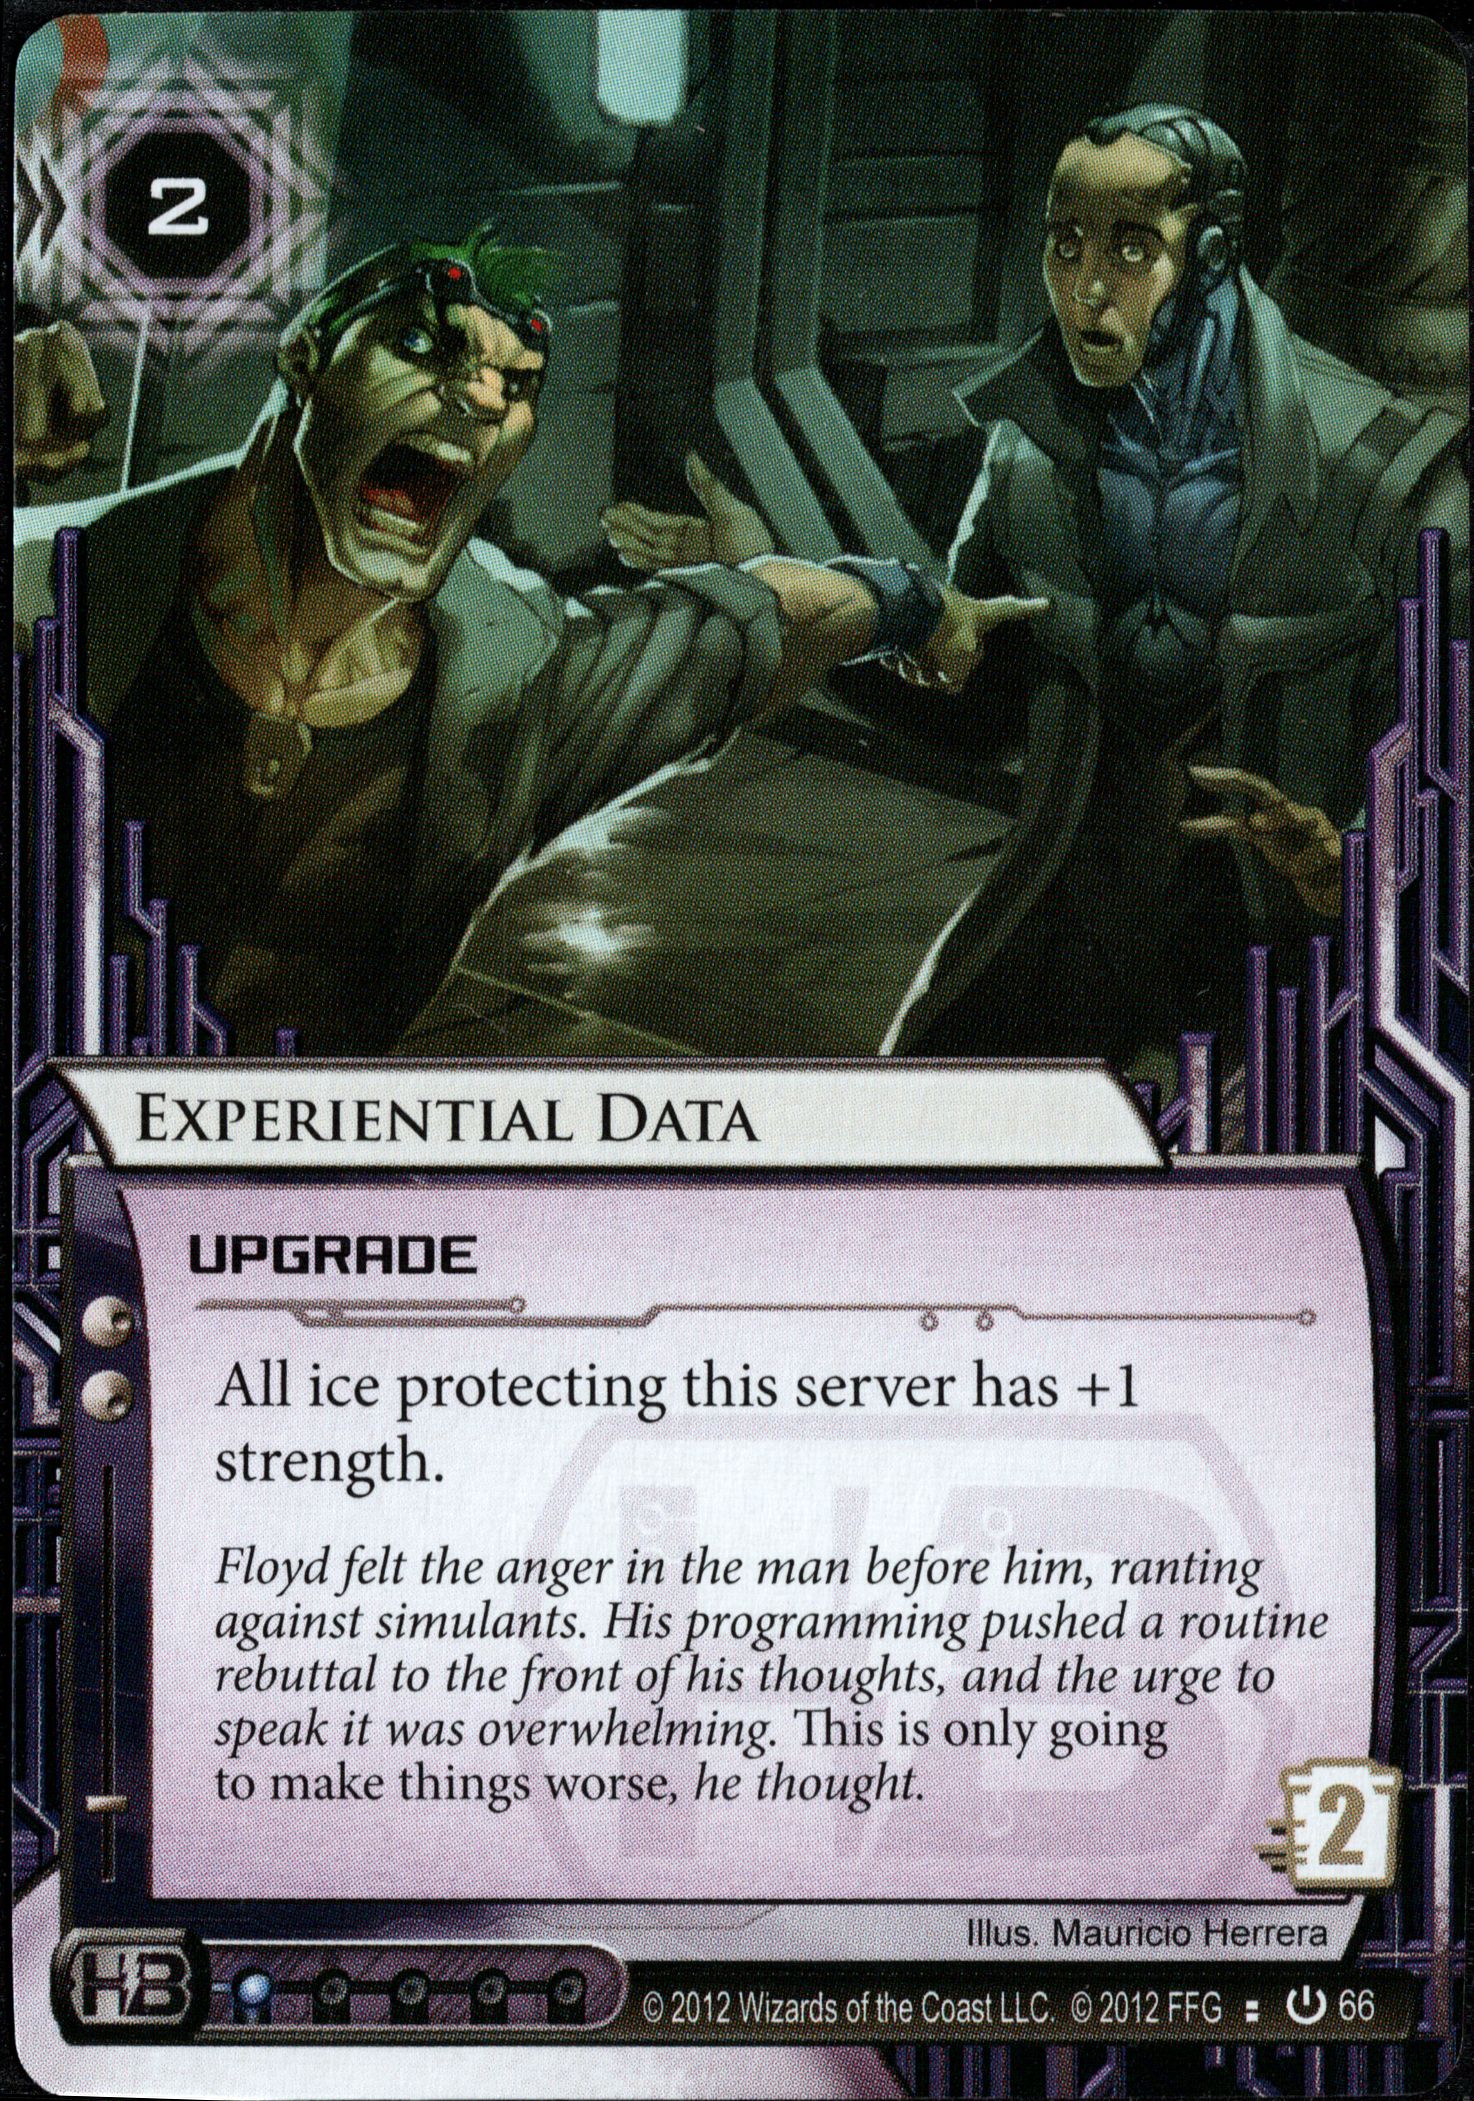 2
EXPERIENTIAL DATA
UPGRADE
All ice protecting this server has +1
strength.
Floyd felt the anger in the man before him, ranting
against simulants. His programming pushed a routine
rebuttal to the front of his thoughts, and the urge to
speak it was overwhelming. This is only going
to make things worse, he thought.
2
Illus. Mauricio Herrera
HB
© 2012 Wizards of the Coast LLC. © 2012 FFG 66